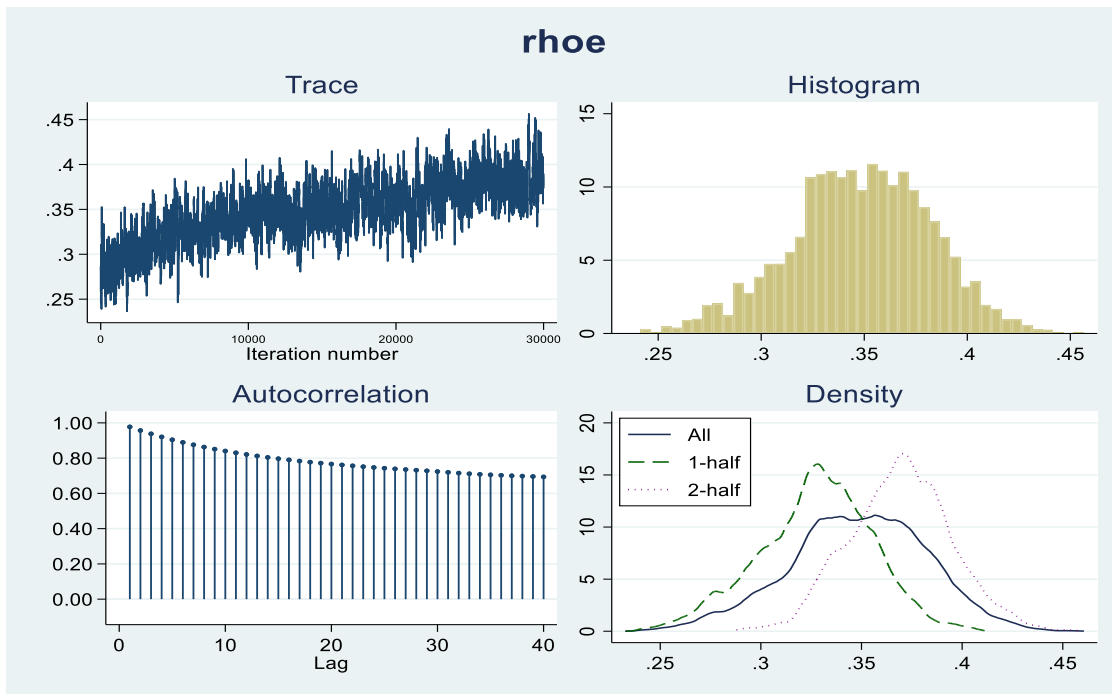 rhoe
Trace
.45
.4
.35
.3
.25
0 10000 20000 30000
Iteration number
Histogram
15
10
5
0
.25 .3 .35 .4 .45
Autocorrelation
1.00
0.80
0.60
0.40
0.20
0.00
0 10 20 30 40
Lag
Density
20
15
10
5
0
All
1-half
2-half
.25 .3 .35 .4 .45